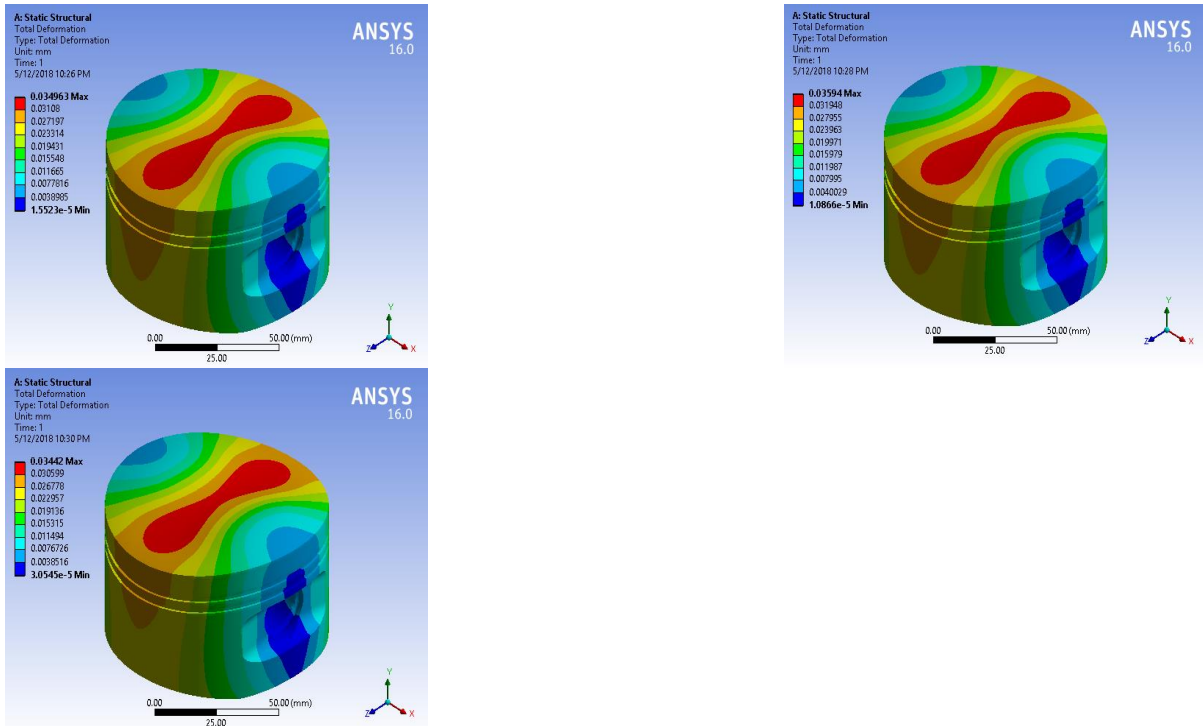 A: Static Structural
Total Deformation
Type: Total Deformation
Unit: mm
Time: 1
5/12/2018 10:26 PM
ANSYS
16.0
0.034963 Max
0.03108
0.027197
0.023314
0.019431
0.015548
0.011665
0.0077816
0.0038985
1.5523e-5 Min
0.00
50.00 (mm)
25.00
Y
Z
X
A: Static Structural
Total Deformation
Type: Total Deformation
Unit: mm
Time: 1
5/12/2018 10:28 PM
ANSYS
16.0
0.03594 Max
0.031948
0.027955
0.023963
0.019971
0.015979
0.011987
0.007995
0.0040029
1.0866e-5 Min
0.00
50.00 (mm)
25.00
Y
Z
X
A: Static Structural
Total Deformation
Type: Total Deformation
Unit: mm
Time: 1
5/12/2018 10:30 PM
ANSYS
16.0
0.03442 Max
0.030599
0.026778
0.022957
0.019136
0.015315
0.011494
0.0076726
0.0038516
3.0545e-5 Min
0.00
50.00 (mm)
25.00
Y
Z
X